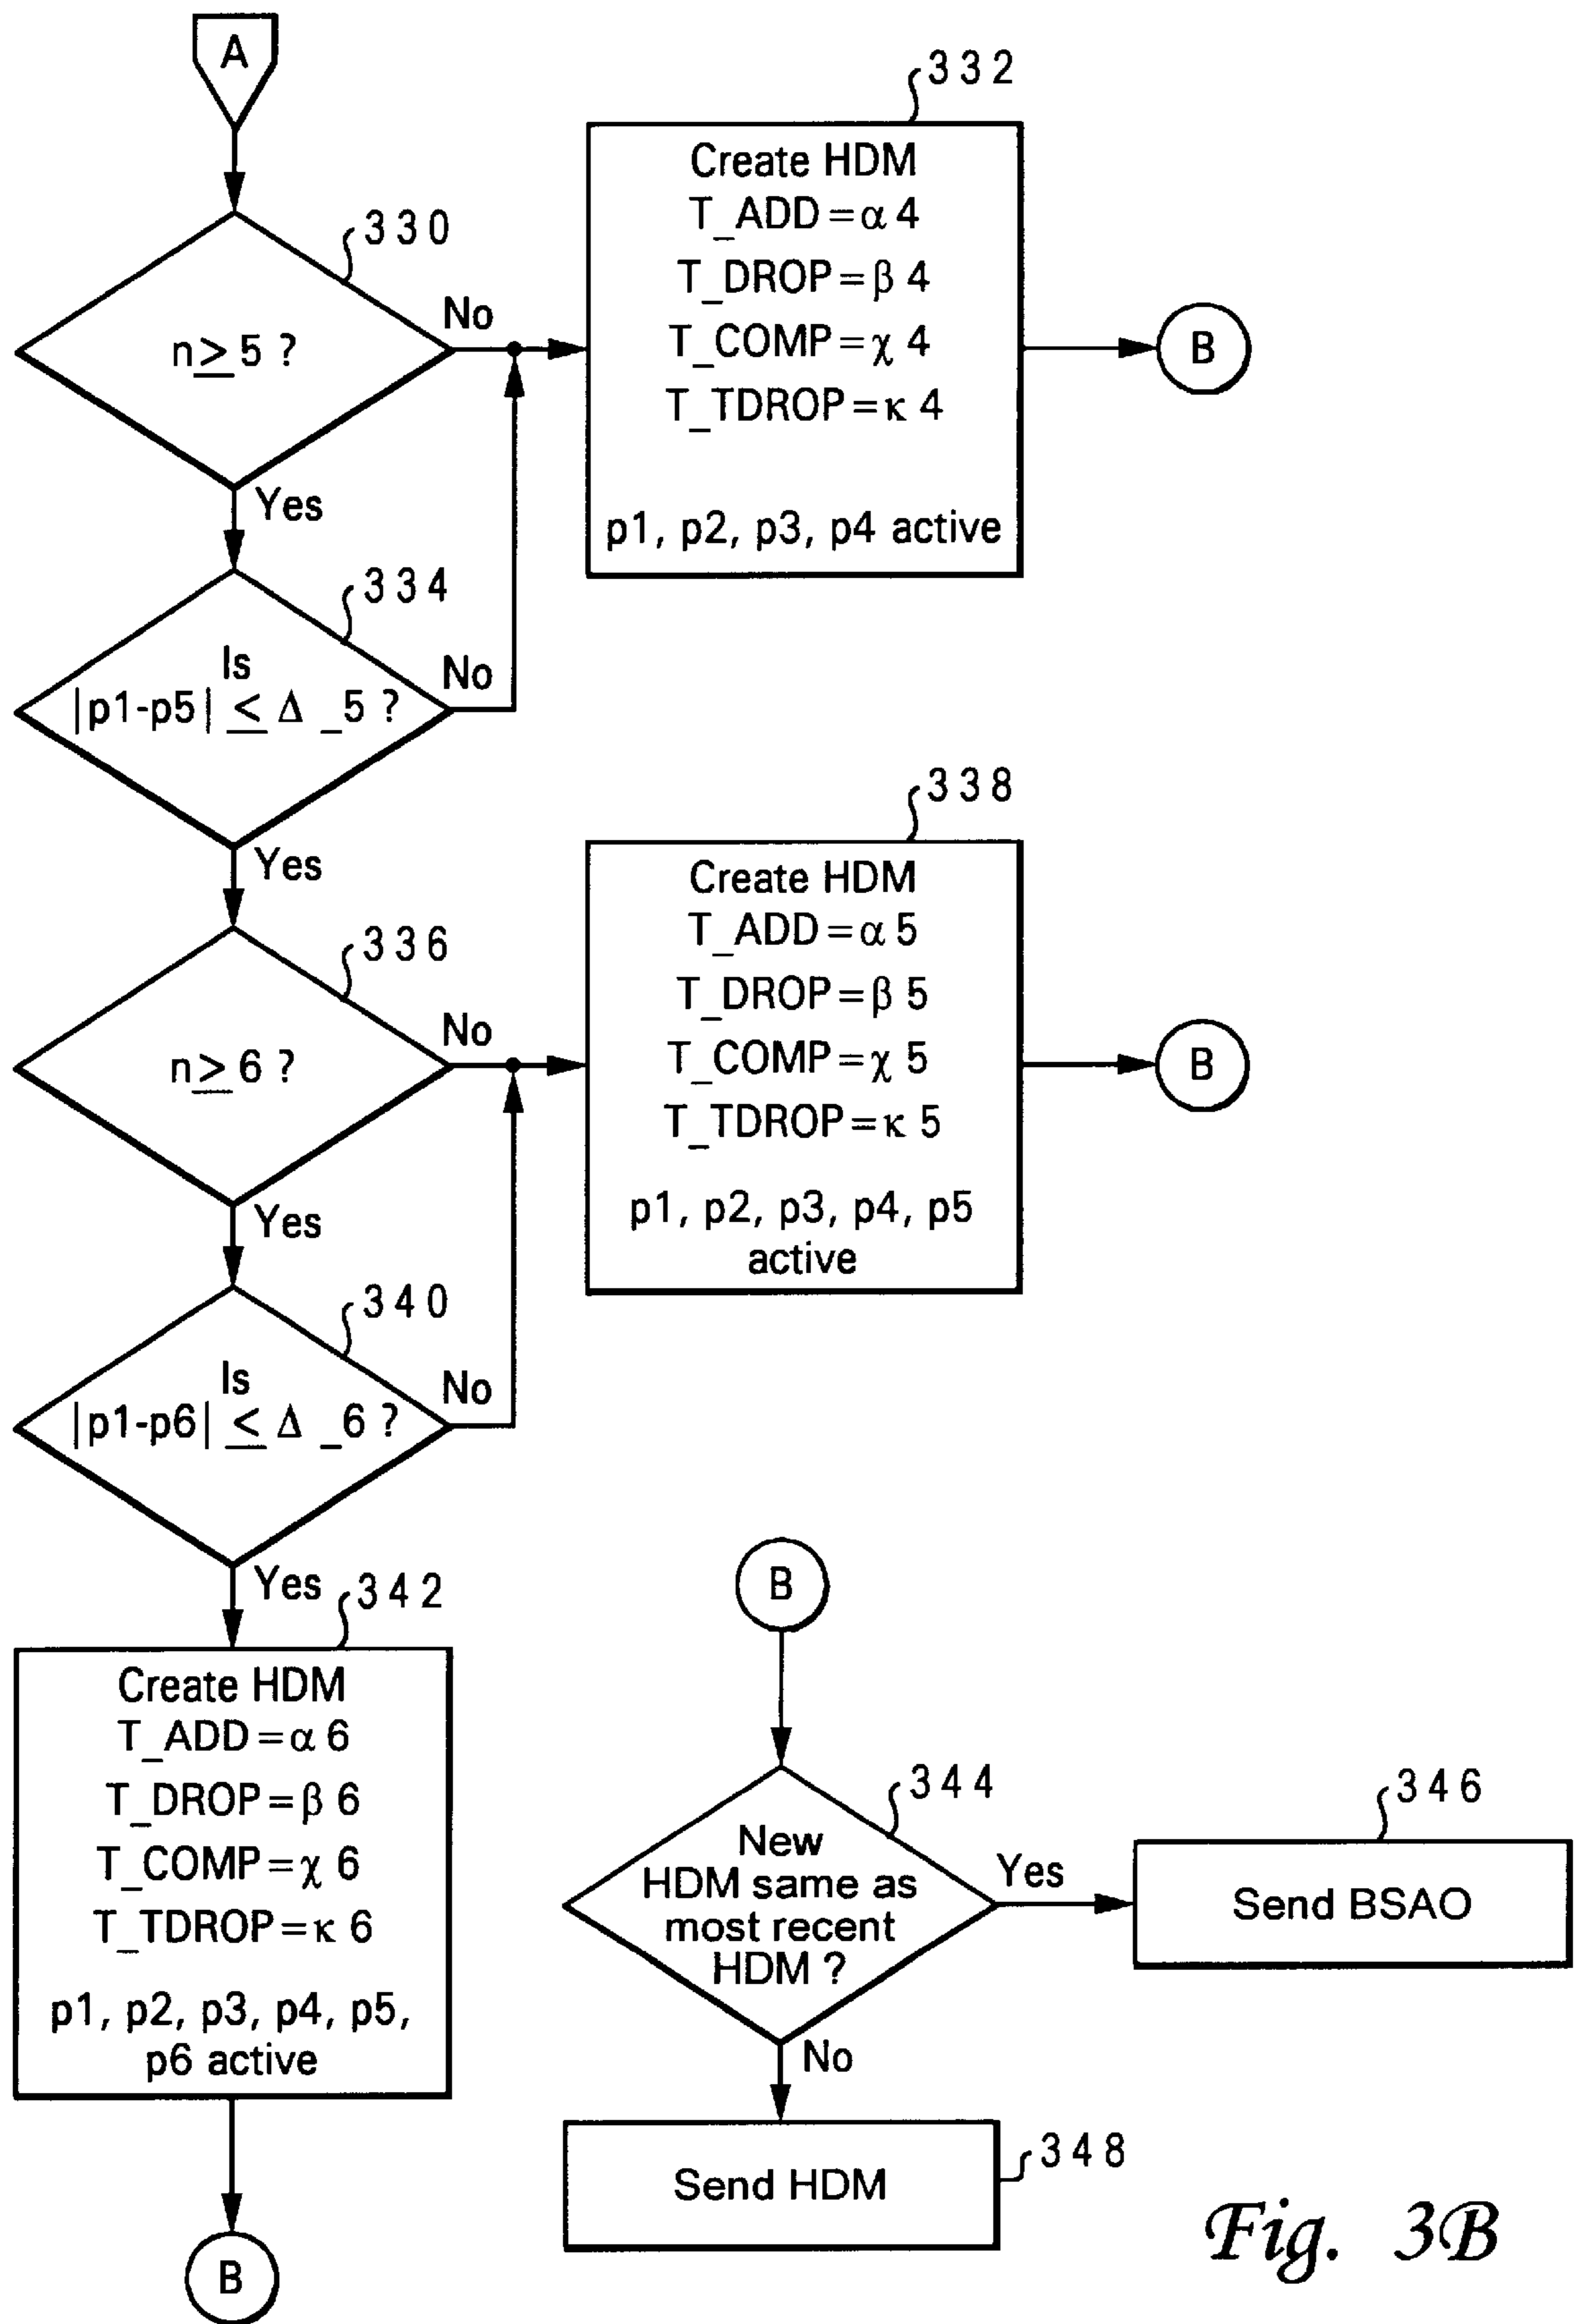 A
330
n≥5 ?
No
Yes
332
Create HDM
T_ADD=α 4
T_DROP=β 4
T_COMP=χ 4
T_TDROP=κ 4
p1, p2, p3, p4 active
B
334
Is
|p1-p5| ≤ Δ _5 ?
No
Yes
336
n≥6 ?
No
Yes
338
Create HDM
T_ADD=α 5
T_DROP=β 5
T_COMP=χ 5
T_TDROP=κ 5
p1, p2, p3, p4, p5
active
B
340
Is
|p1-p6| ≤ Δ _6 ?
No
Yes
342
Create HDM
T_ADD=α 6
T_DROP=β 6
T_COMP=χ 6
T_TDROP=κ 6
p1, p2, p3, p4, p5,
p6 active
B
B
344
New
HDM same as
most recent
HDM ?
Yes
No
346
Send BSAO
348
Send HDM
Fig. 3B